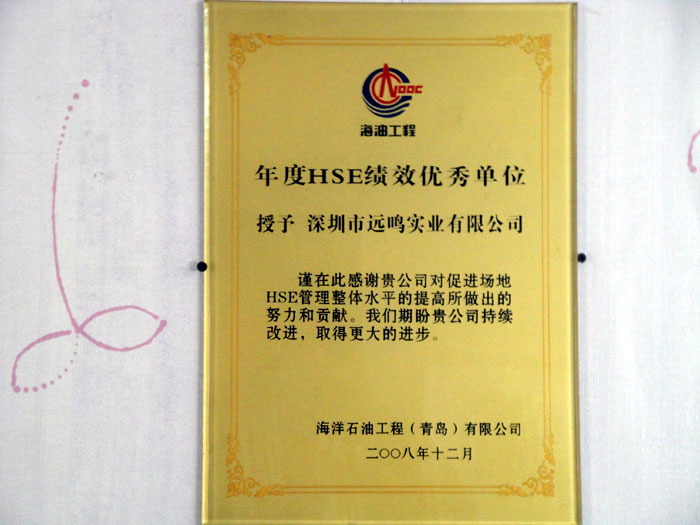 CNOOC
海油工程
年度HSE绩效优秀单位
授予 深圳市远鸣实业有限公司
谨在此感谢贵公司对促进场地
HSE管理整体水平的提高所做出的
努力和贡献。我们期盼贵公司持续
改进，取得更大的进步。
海洋石油工程（青岛）有限公司
二〇〇八年十二月